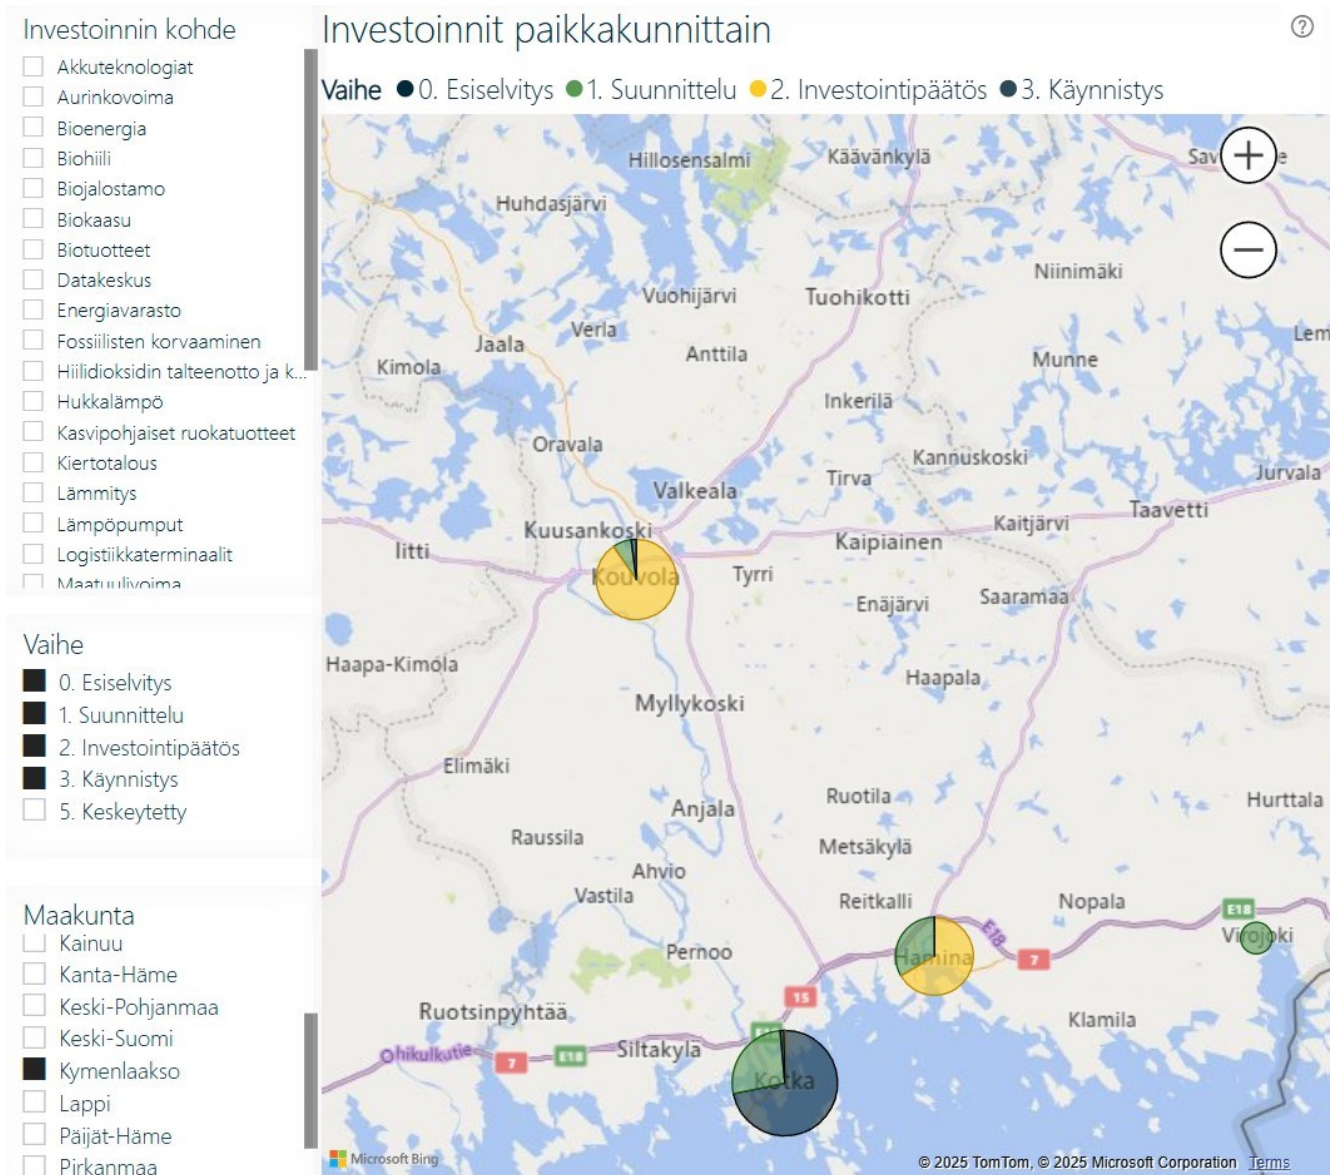 Investoinnin kohde
Akkuteknologiat
Aurinkovoima
Bioenergia
Biohiili
Biojalostamo
Biokaasu
Biotuotteet
Datakeskus
Energiavarasto
Fossiilisten korvaaminen
Hiilidioksidin talteenotto ja k...
Hukkalämpö
Kasvipohjaiset ruokatuotteet
Kiertotalous
Lämmitys
Lämpöpumput
Logistiikkaterminaalit
Maatuulivoima
Vaihe
0. Esiselvitys
1. Suunnittelu
2. Investointipäätös
3. Käynnistys
5. Keskeytetty
Maakunta
Kainuu
Kanta-Häme
Keski-Pohjanmaa
Keski-Suomi
Kymenlaakso
Lappi
Päijät-Häme
Pirkanmaa
Investoinnit paikkakunnittain
?
Vaihe 0. Esiselvitys 1. Suunnittelu 2. Investointipäätös 3. Käynnistys
Hillosensalmi
Käävänkylä
Huhdasjärvi
Niinimäki
Vuohijärvi
Tuohikotti
Verla
Jaala
Anttila
Munne
Kimola
Inkerilä
Oravala
Kannuskoski
Tirva
Jurvala
Valkeala
Taavetti
Kaitjärvi
Kuusankoski
Iitti
Kaipiainen
Kouvola
Tyrri
Enäjärvi
Saaramaa
Haapa-Kimola
Haapala
Myllykoski
Elimäki
Ruotila
Hurttala
Anjala
Raussila
Metsäkylä
Ahvio
Vastila
Reitkalli
Nopala
E18
E18
Virojoki
Pernoo
Hamina
7
15
Ruotsinpyhtää
Klamila
Siltakylä
Ohikulkutie
7
E18
Kotka
Microsoft Bing
© 2025 TomTom, © 2025 Microsoft Corporation Terms